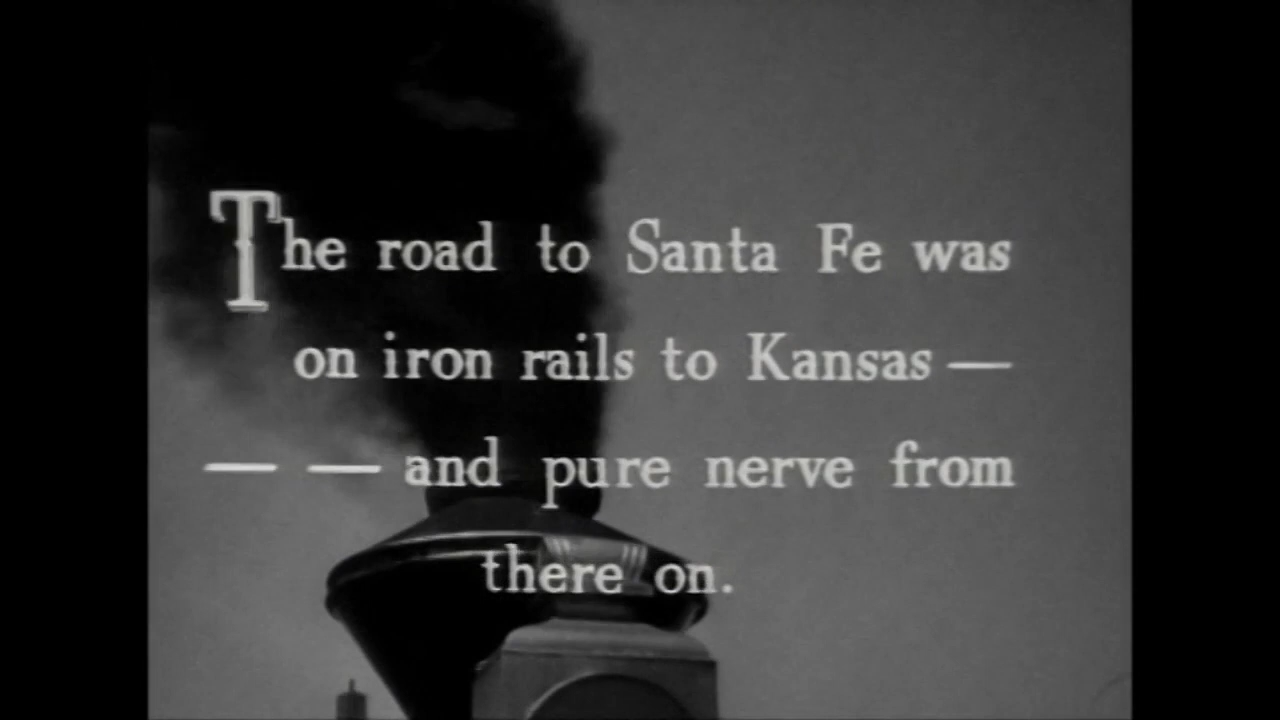 The road to Santa Fe was
on iron rails to Kansas —
— — and pure nerve from
there on.